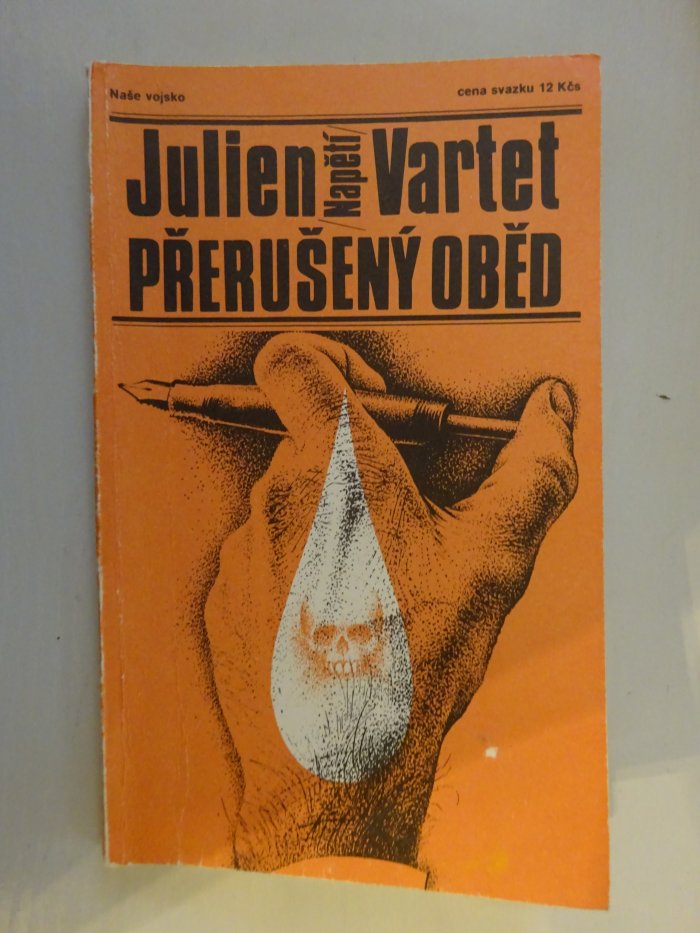 Naše vojsko
cena svazku 12 Kčs
Julien /Napětí/ Vartet
PŘERUŠENÝ OBĚD